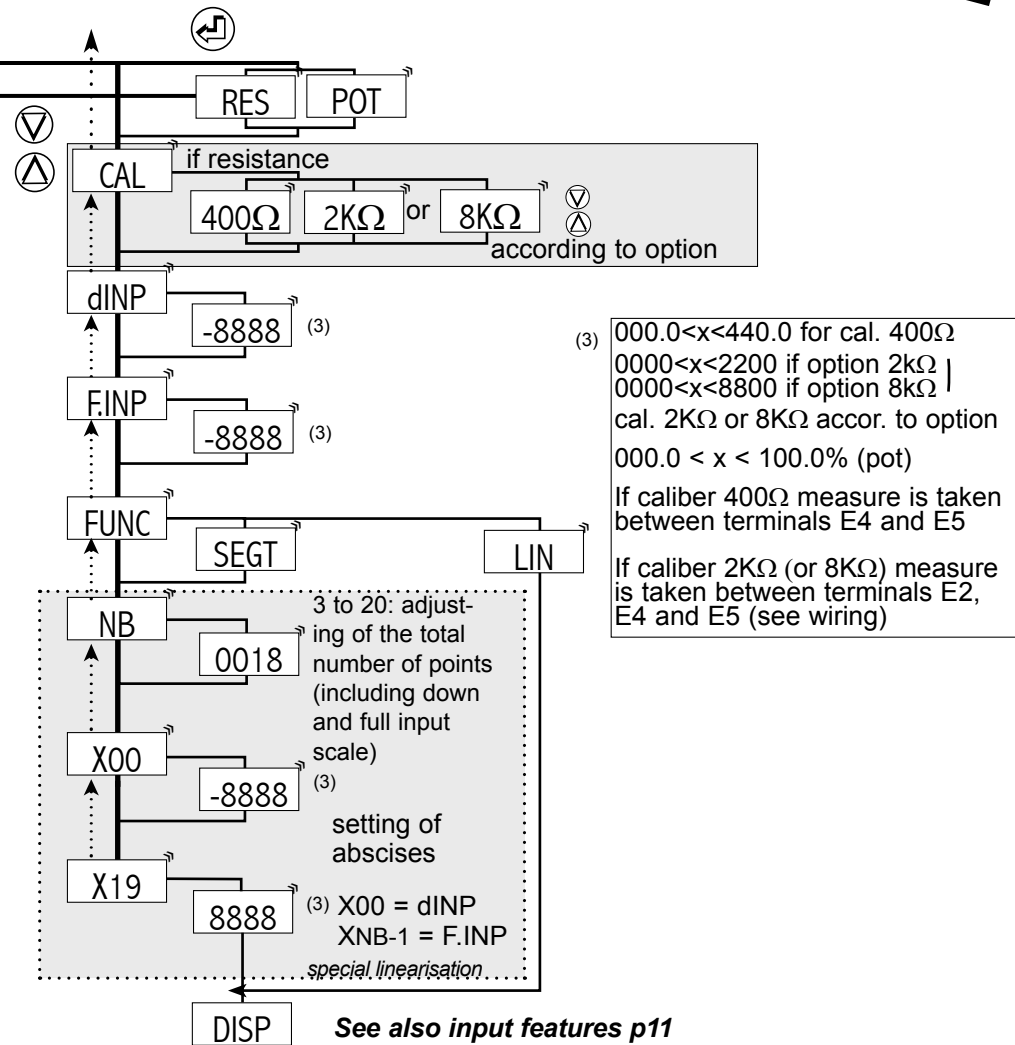 RES POT
CAL if resistance
400Ω 2KΩ or 8KΩ
according to option
dINP
-8888 (3)
F.INP
-8888 (3)
FUNC
SEGT
LIN
NB
0018
3 to 20: adjust-
ing of the total
number of points
(including down
and full input
scale)
X00
-8888 (3)
setting of
abscises
X19
8888 (3) X00 = dINP
XNB-1 = F.INP
special linearisation
DISP See also input features p11
(3) 000.0<x<440.0 for cal. 400Ω
0000<x<2200 if option 2kΩ
0000<x<8800 if option 8kΩ
cal. 2KΩ or 8KΩ accor. to option
000.0 < x < 100.0% (pot)
If caliber 400Ω measure is taken
between terminals E4 and E5
If caliber 2KΩ (or 8KΩ) measure
is taken between terminals E2,
E4 and E5 (see wiring)